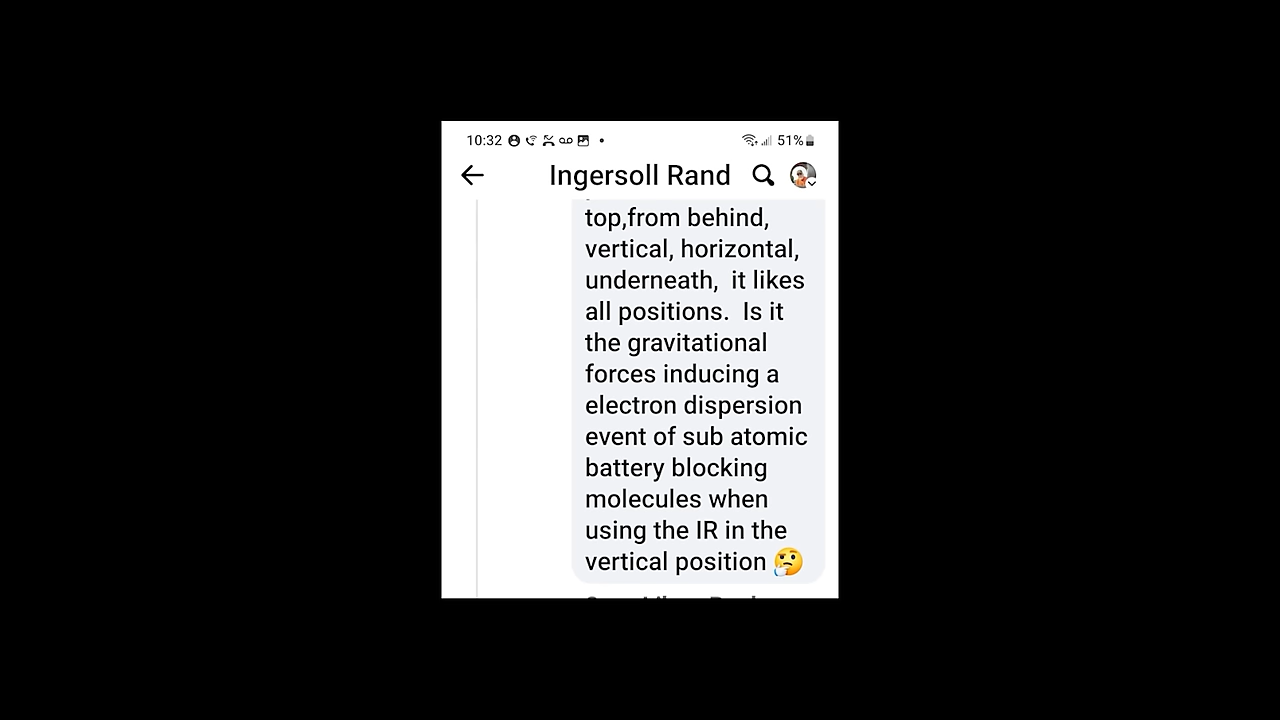 10:32 51%
Ingersoll Rand
top,from behind,
vertical, horizontal,
underneath,  it likes
all positions.  Is it
the gravitational
forces inducing a
electron dispersion
event of sub atomic
battery blocking
molecules when
using the IR in the
vertical position 🤔